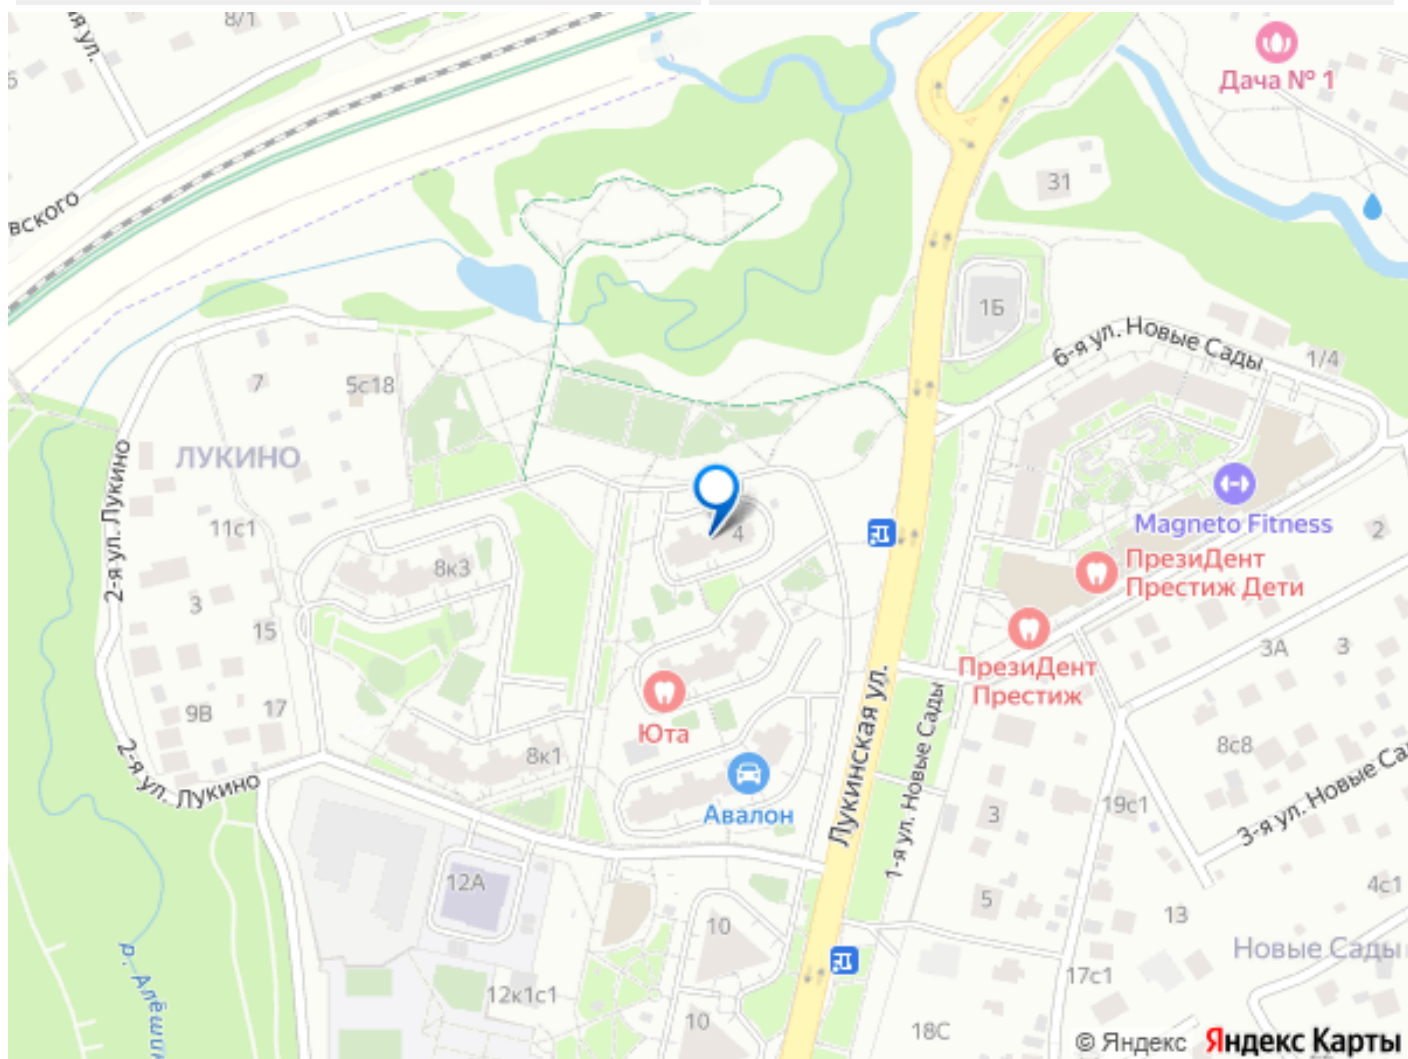 8/1
я ул.
6
вского
Дача № 1
31
1Б
6-я ул. Новые Сады
1/4
7
5с18
ЛУКИНО
2-я ул. Лукино
11с1
4
Magneto Fitness
2
8к3
ПрезиДент
Престиж Дети
3
15
3А
3
ПрезиДент
Престиж
9В
17
Юта
Лукинская ул.
1-я ул. Новые Сады
8с8
2-я ул. Лукино
8к1
Авалон
3
19с1
3-я ул. Новые Са
12А
5
4с1
13
10
Новые Сады
р. Алёши
12к1с1
17с1
10
18С
© Яндекс Яндекс Карты